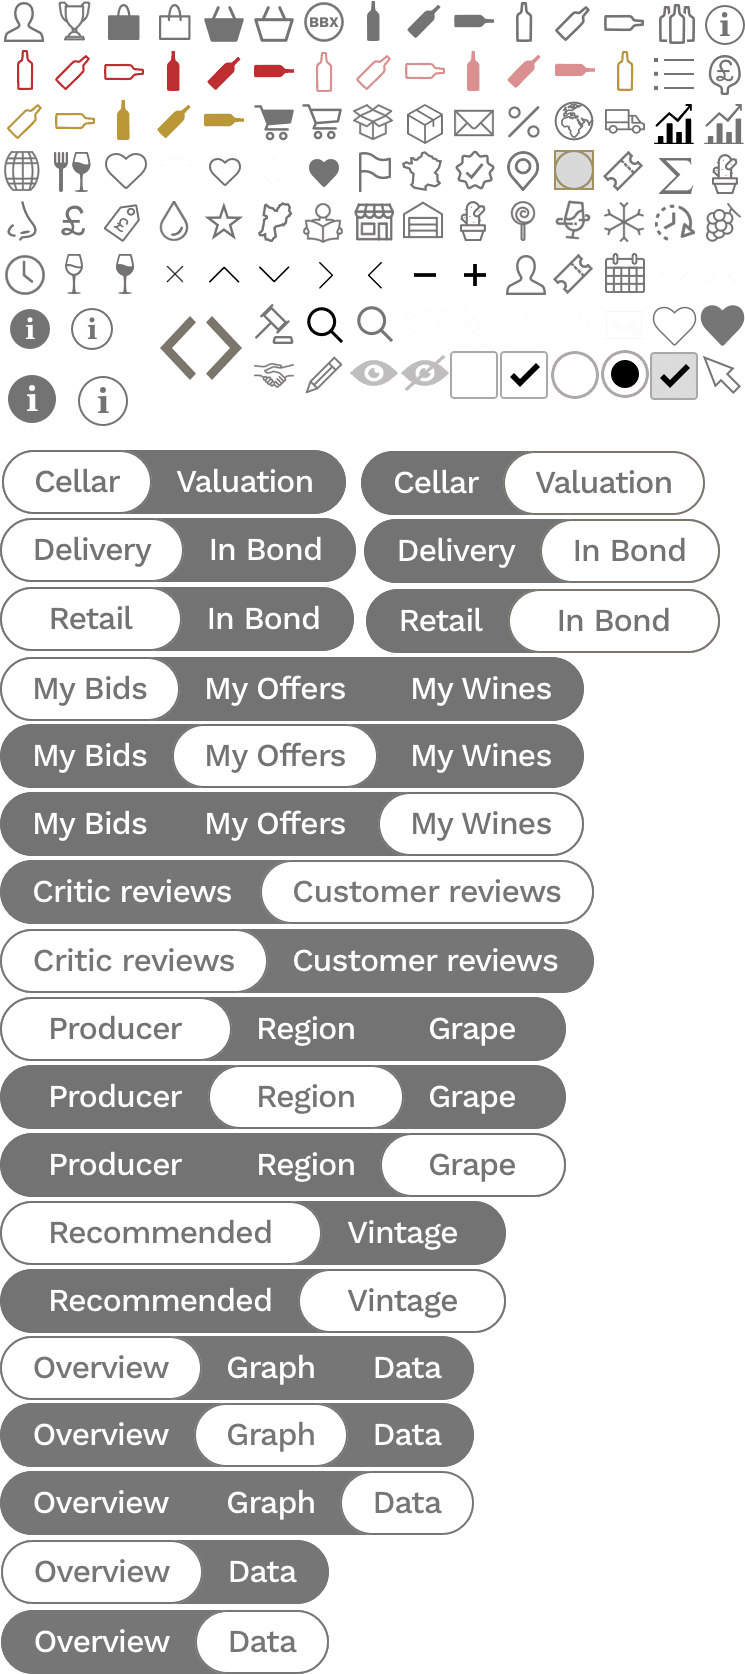 BBX
i
£
%
£
£
i
i
i
i
Cellar Valuation Cellar Valuation
Delivery In Bond Delivery In Bond
Retail In Bond Retail In Bond
My Bids My Offers My Wines
My Bids My Offers My Wines
My Bids My Offers My Wines
Critic reviews Customer reviews
Critic reviews Customer reviews
Producer Region Grape
Producer Region Grape
Producer Region Grape
Recommended Vintage
Recommended Vintage
Overview Graph Data
Overview Graph Data
Overview Graph Data
Overview Data
Overview Data